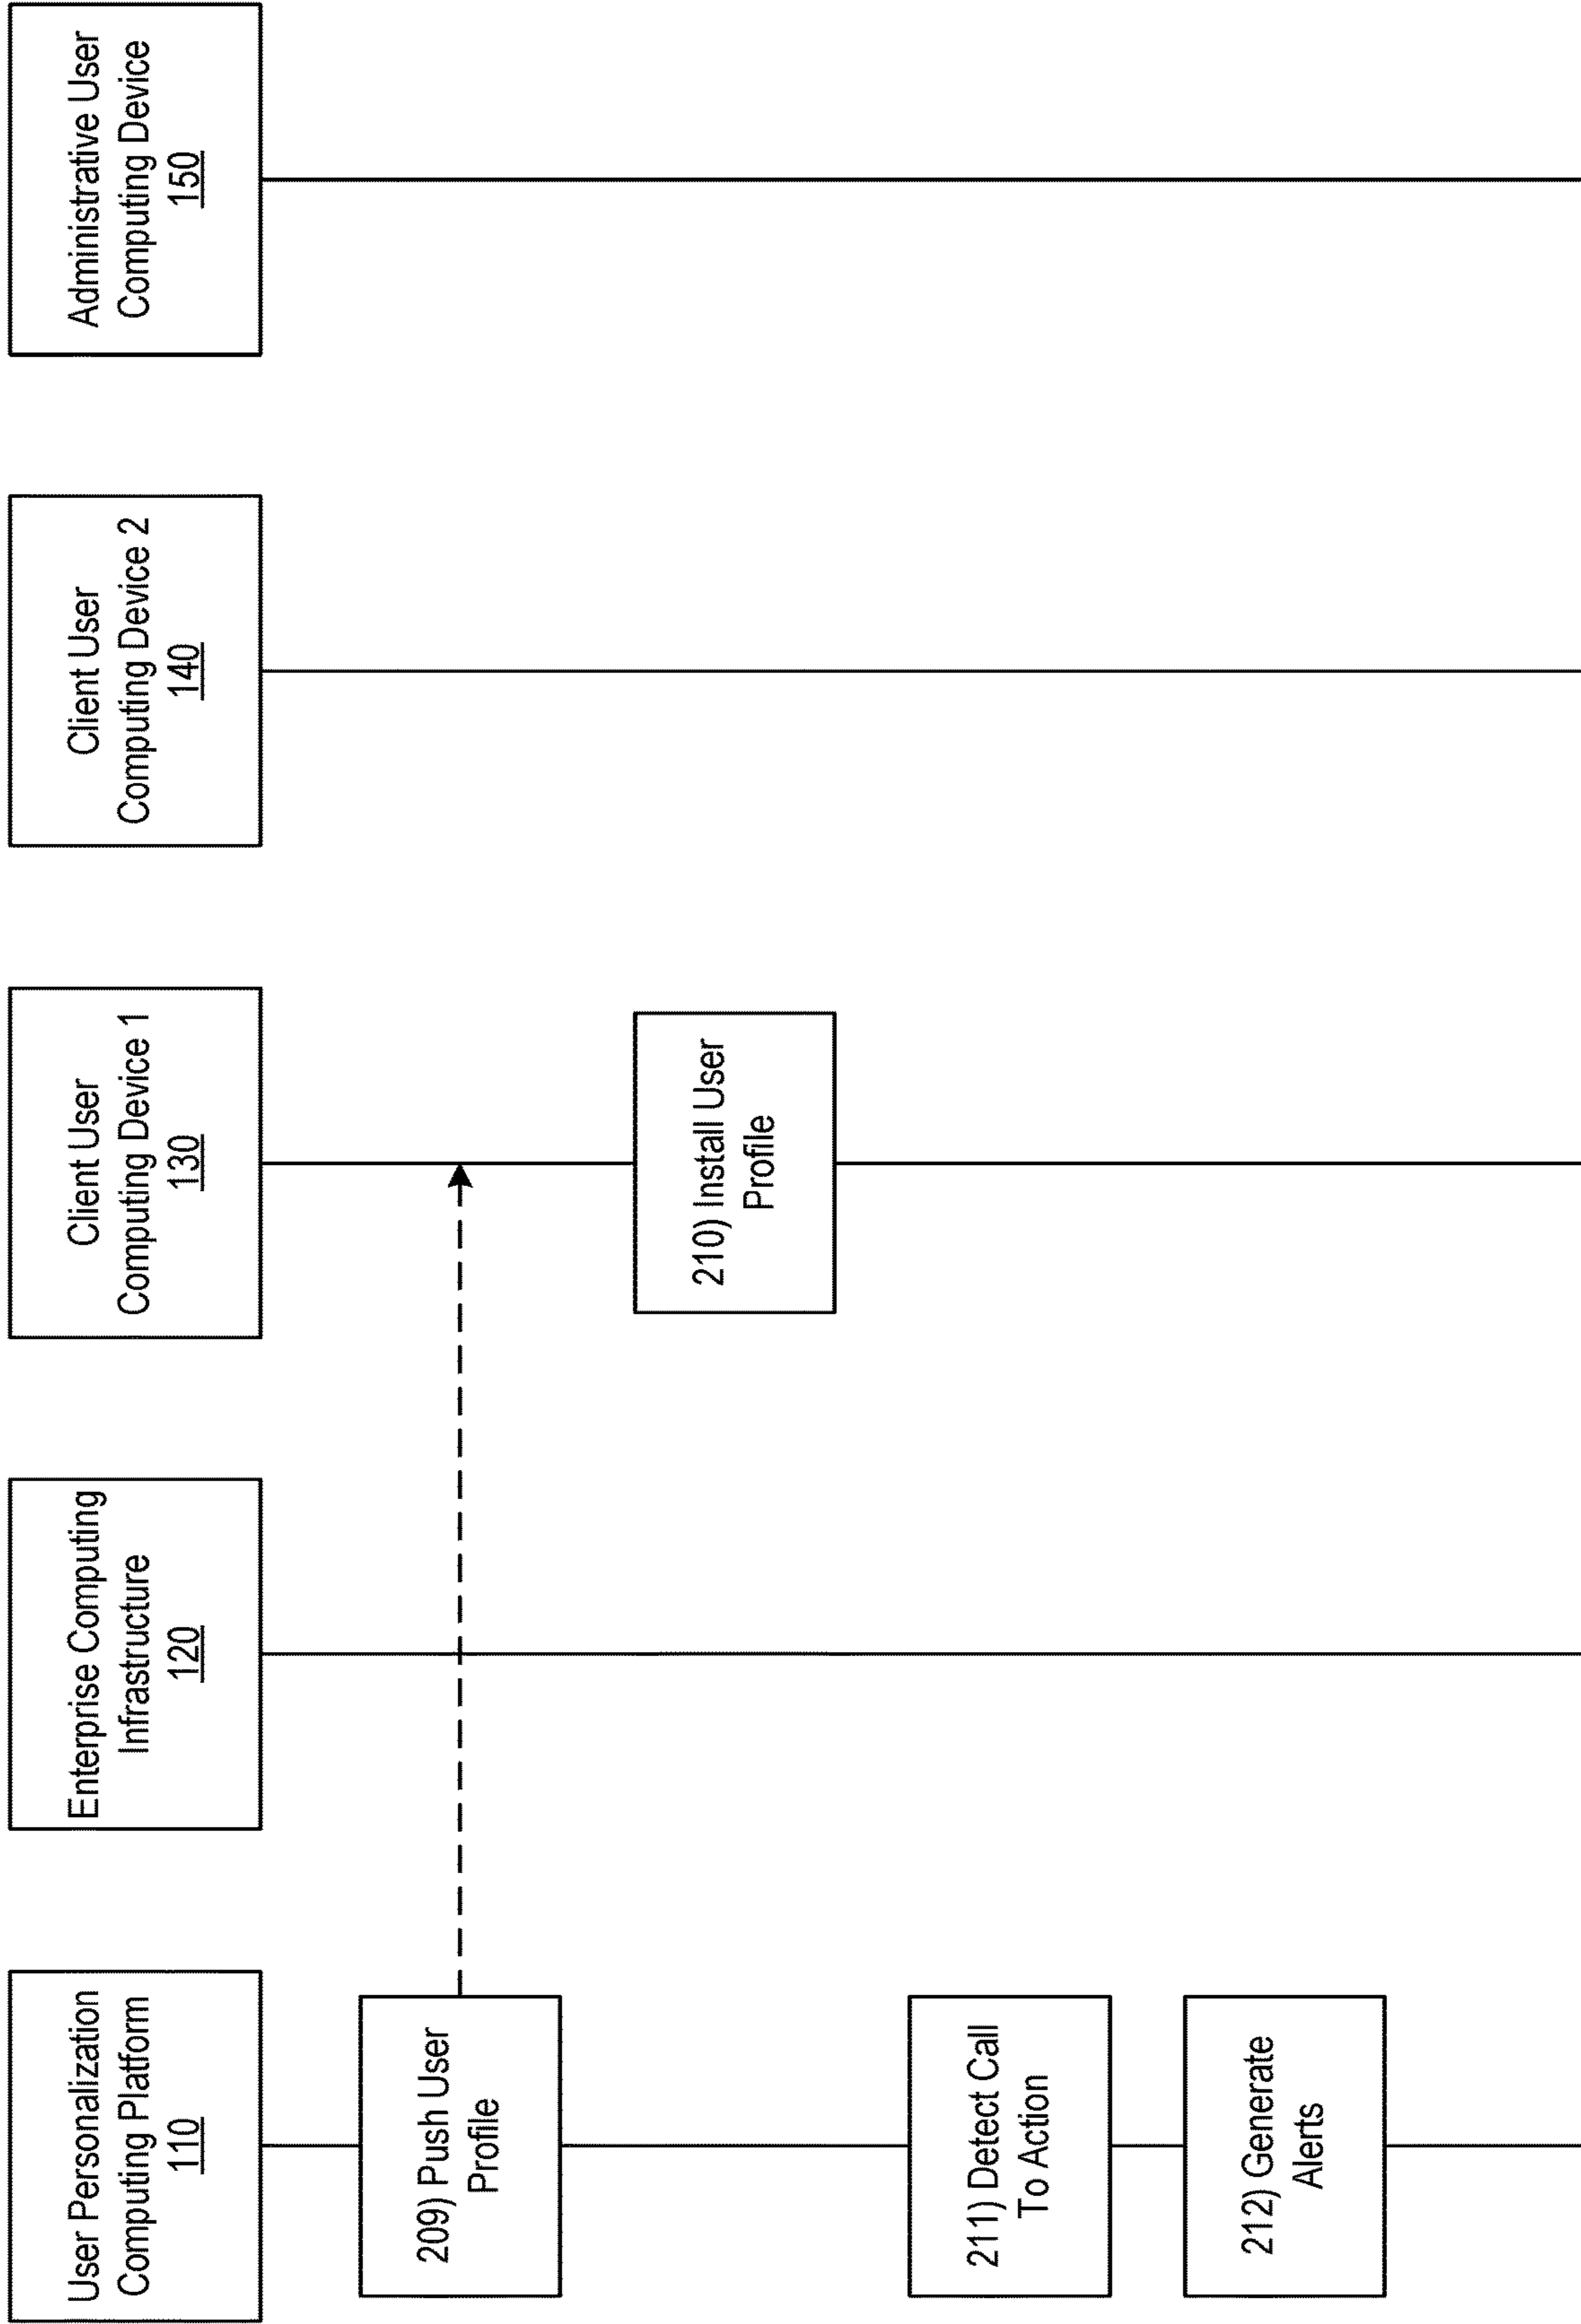 User Personalization
Computing Platform
110
Enterprise Computing
Infrastructure
120
Client User
Computing Device 1
130
Client User
Computing Device 2
140
Administrative User
Computing Device
150
209) Push User
Profile
210) Install User
Profile
211) Detect Call
To Action
212) Generate
Alerts